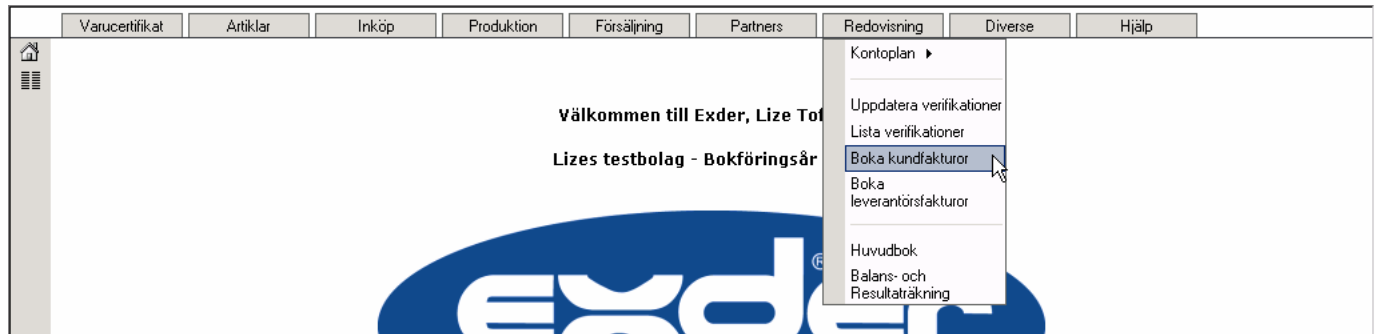 Varucertifikat Artiklar Inköp Produktion Försäljning Partners Redovisning Diverse Hjälp
Kontoplan
Uppdatera verifikationer
Välkommen till Exder, Lize
Lista verifikationer
Lizes testbolag - Bokföringsår
Boka kundfakturor
Boka
leverantörsfakturor
Huvudbok
Balans- och
Resultaträkning
exder ®